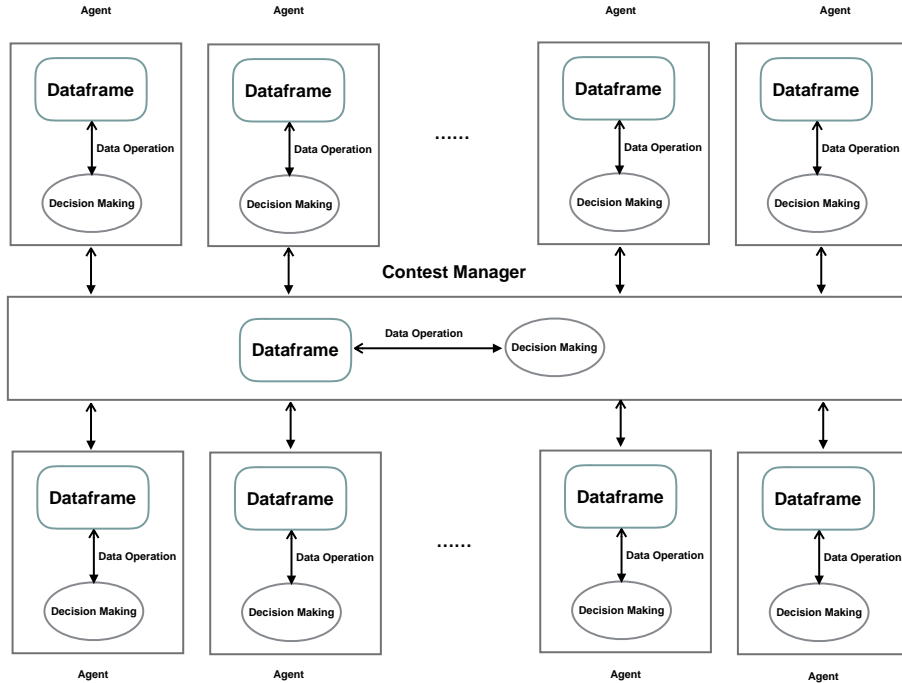 Agent Agent Agent Agent
Dataframe Dataframe Dataframe Dataframe
......
Data Operation Data Operation Data Operation Data Operation
Decision Making Decision Making Decision Making Decision Making
Contest Manager
Data Operation
Dataframe Decision Making
Dataframe Dataframe Dataframe Dataframe
......
Data Operation Data Operation Data Operation Data Operation
Decision Making Decision Making Decision Making Decision Making
Agent Agent Agent Agent